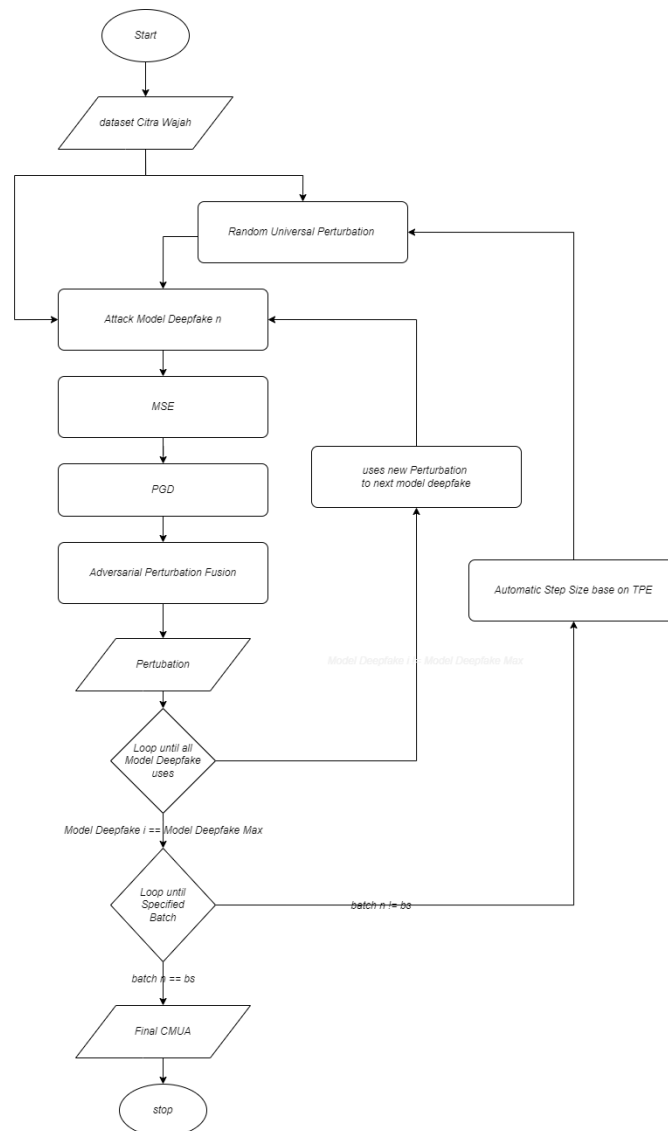 Start
dataset Citra Wajah
Random Universal Perturbation
Attack Model Deepfake n
MSE
PGD
uses new Perturbation
to next model deepfake
Adversarial Perturbation Fusion
Automatic Step Size base on TPE
Pertubation
Model Deepfake i != Model Deepfake Max
Loop until all
Model Deepfake
uses
Model Deepfake i == Model Deepfake Max
Loop until
Specified
Batch
batch n != bs
batch n == bs
Final CMUA
stop